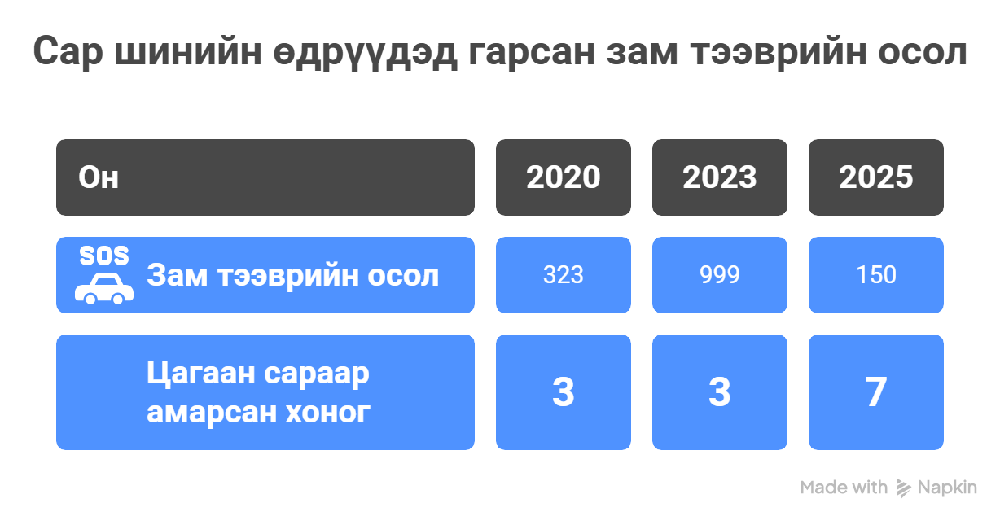 Сар шинийн өдрүүдэд гарсан зам тээврийн осол
Он 2020 2023 2025
SOS
Зам тээврийн осол 323 999 150
Цагаан сараар
амарсан хоног 3 3 7
Made with Napkin